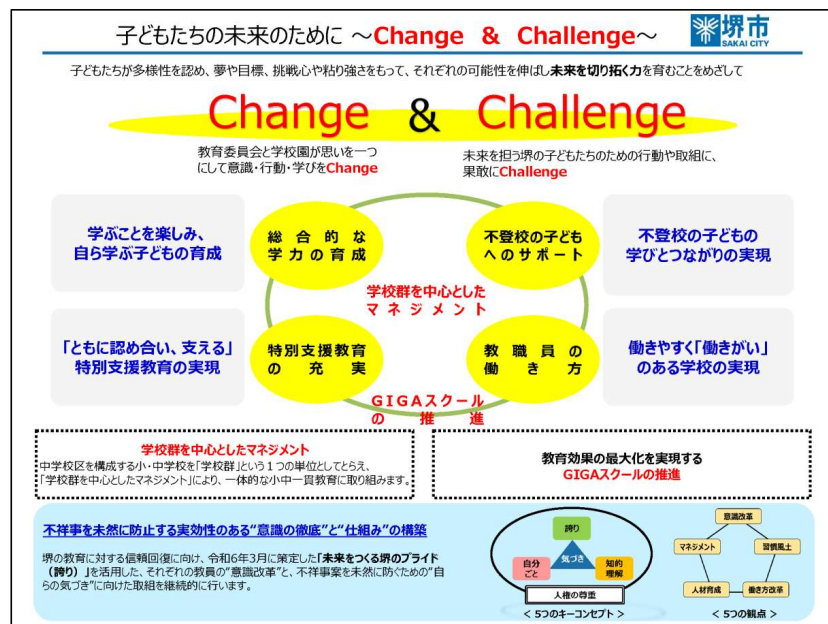 子どもたちの未来のために ～Change & Challenge～
堺市
SAKAI CITY
子どもたちが多様性を認め、夢や目標、挑戦心や粘り強さをもって、それぞれの可能性を伸ばし未来を切り拓く力を育むことをめざして
Change & Challenge
教育委員会と学校園が思いを一つ
にして意識・行動・学びをChange
未来を担う堺の子どもたちのための行動や取組に、
果敢にChallenge
学ぶことを楽しみ、
自ら学ぶ子どもの育成
総合的な
学力の育成
不登校の子ども
へのサポート
不登校の子どもの
学びとつながりの実現
学校群を中心とした
マネジメント
「ともに認め合い、支える」
特別支援教育の実現
特別支援教育
の充実
教職員の
働き方
働きやすく「働きがい」
のある学校の実現
GIGAスクール
の推進
学校群を中心としたマネジメント
中学校区を構成する小・中学校を「学校群」という１つの単位としてとらえ、
「学校群を中心としたマネジメント」により、一体的な小中一貫教育に取り組みます。
教育効果の最大化を実現する
GIGAスクールの推進
不祥事を未然に防止する実効性のある“意識の徹底”と“仕組み”の構築
堺の教育に対する信頼回復に向け、令和6年3月に策定した「未来をつくる堺のプライド
（誇り）」を活用した、それぞれの教員の“意識改革”と、不祥事案を未然に防ぐための“自
らの気づき”に向けた取組を継続的に行います。
誇り
気づき
自分
ごと
知的
理解
人権の尊重
< 5つのキーコンセプト >
意識改革
マネジメント
習慣風土
人材育成
働き方改革
< 5つの観点 >